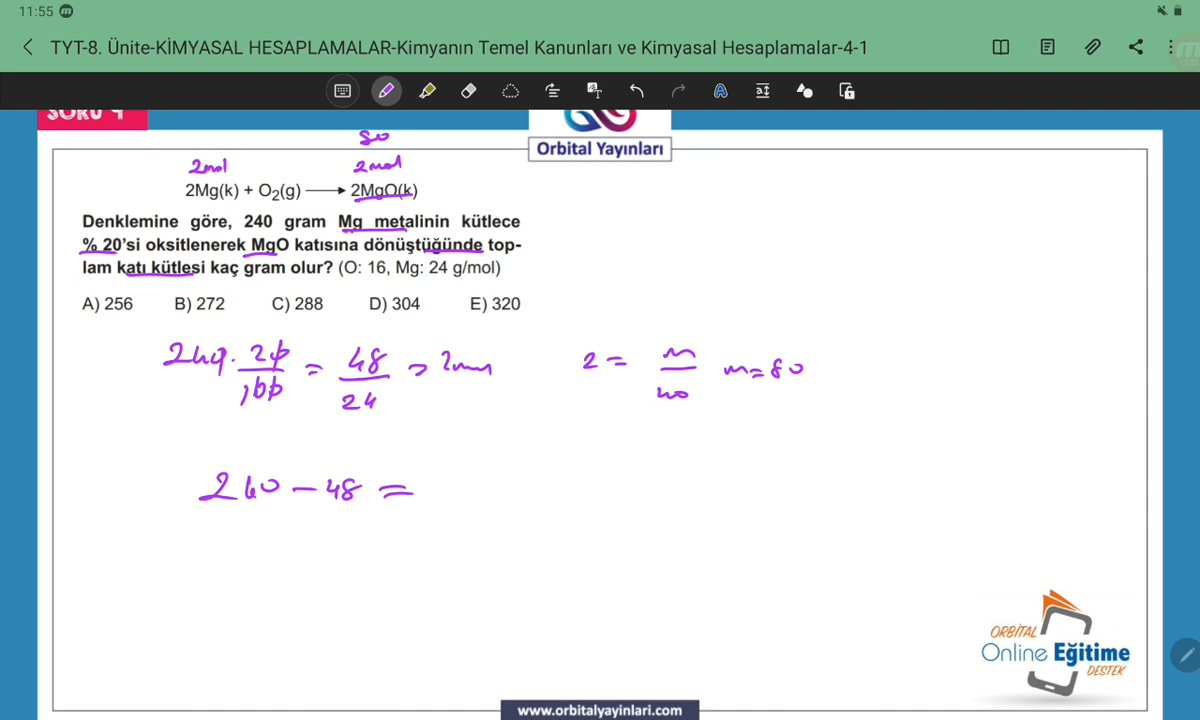 11:55
TYT-8. Ünite-KİMYASAL HESAPLAMALAR-Kimyanın Temel Kanunları ve Kimyasal Hesaplamalar-4-1
SORU 4
Orbital Yayınları
80
2mol 2mol
2Mg(k) + O₂(g) → 2MgO(k)
Denklemine göre, 240 gram Mg metalinin kütlece
% 20'si oksitlenerek MgO katısına dönüştüğünde top-
lam katı kütlesi kaç gram olur? (O: 16, Mg: 24 g/mol)
A) 256 B) 272 C) 288 D) 304 E) 320
240 · 20/100 = 48/24 = 2 2 = m/40 m = 80
240 – 48 =
ORBİTAL
Online Eğitime
DESTEK
www.orbitalyayinlari.com